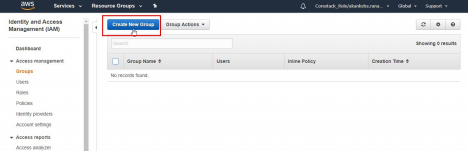 aws
Services
Resource Groups
Global
Support
Identity and Access
Management (IAM)
Dashboard
Access management
Groups
Users
Roles
Policies
Identity providers
Account settings
Access reports
Access analyzer
Create New Group
Group Actions
Search
Showing 0 results
Group Name
Users
Inline Policy
Creation Time
No records found.